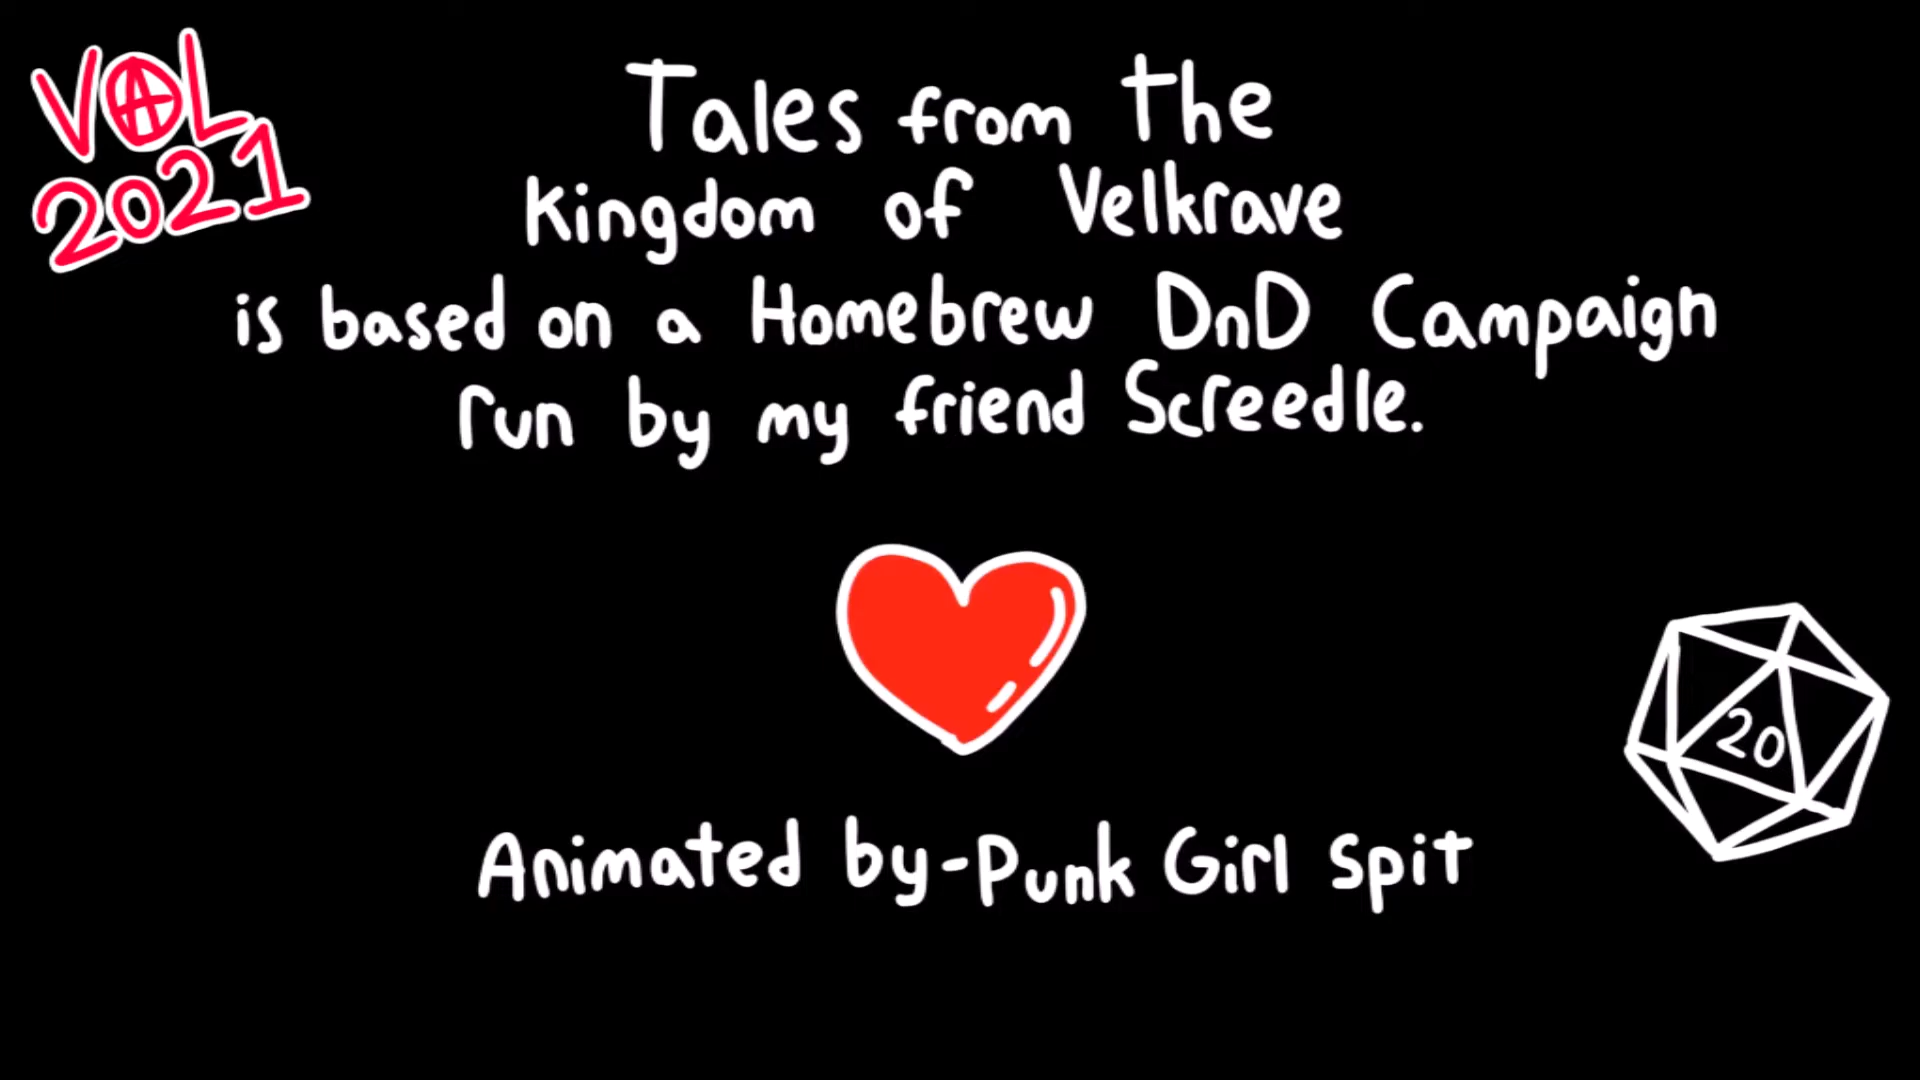 VAL
2021
Tales from the
Kingdom of Velkrave
is based on a Homebrew DnD Campaign
run by my friend Screedle.
20
Animated by-Punk Girl Spit